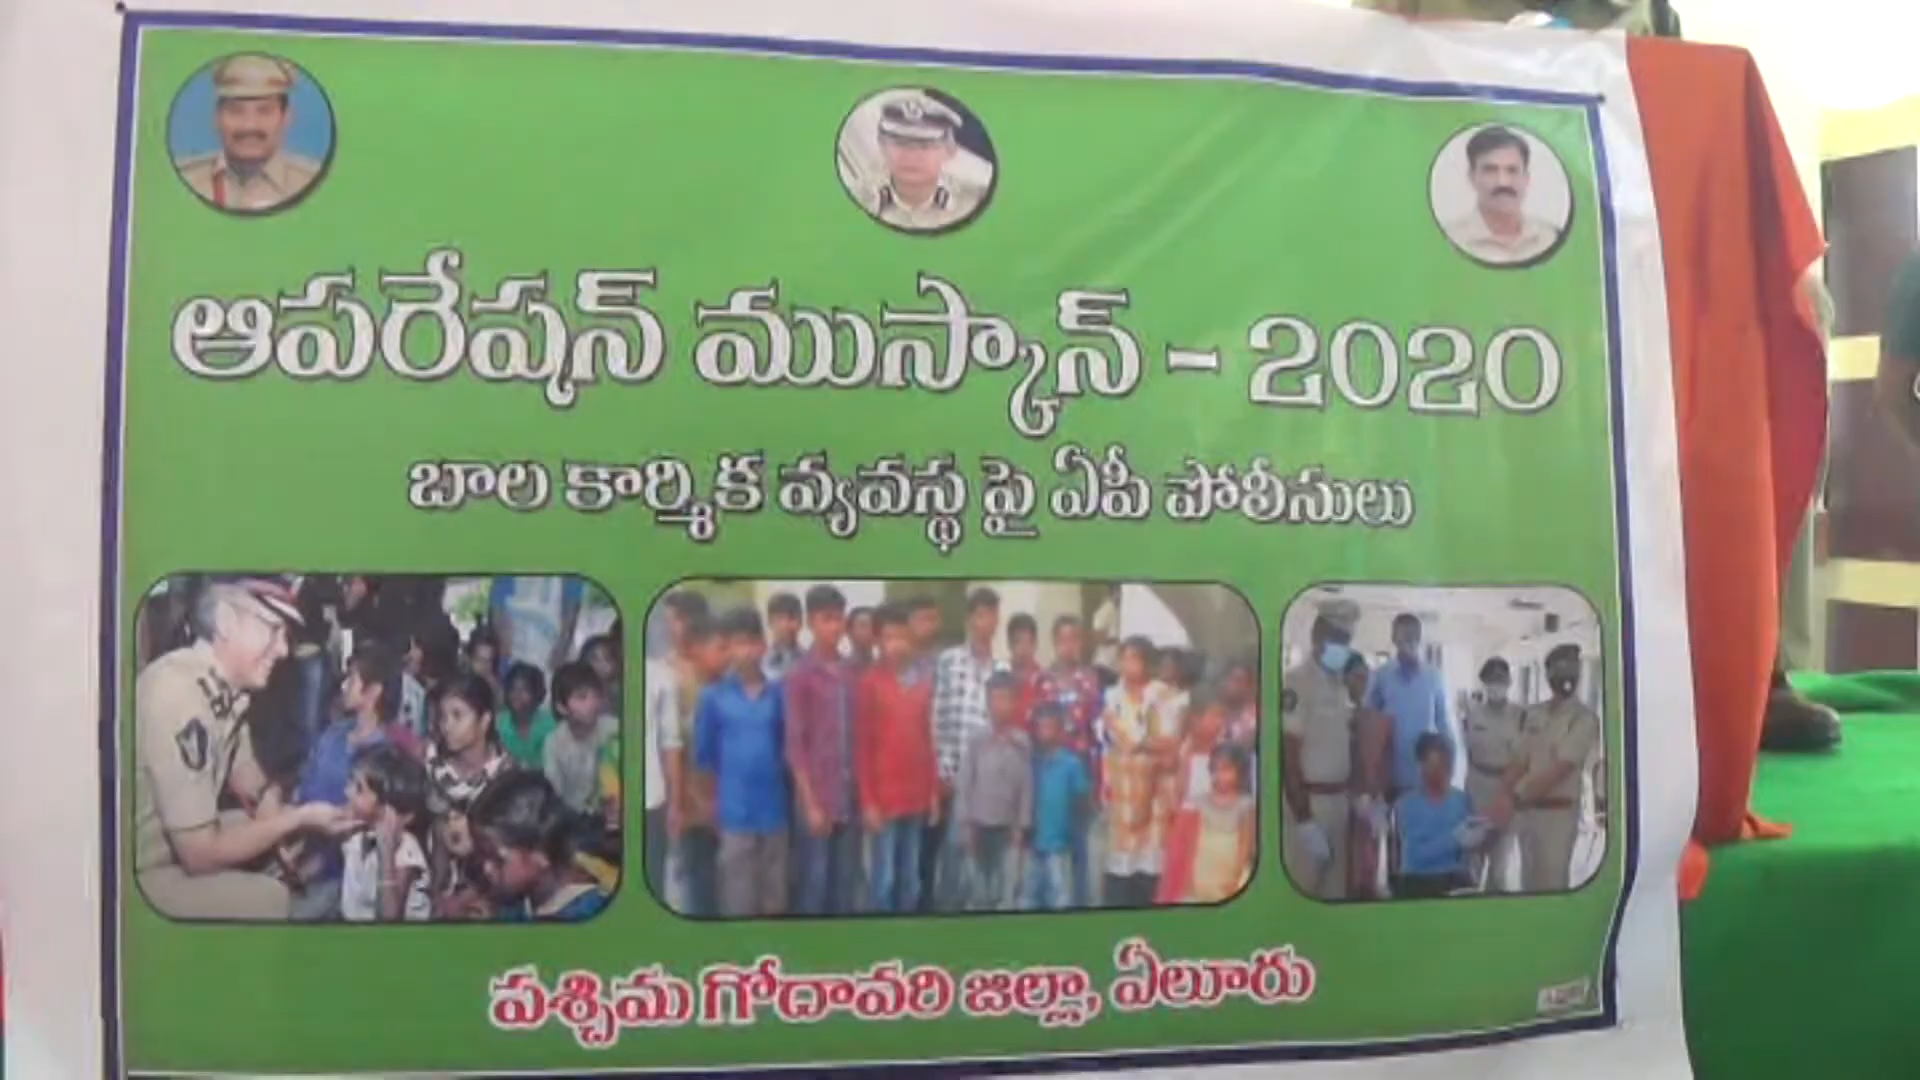 ఆపరేషన్ ముస్కాన్ - 2020
బాల కార్మిక వ్యవస్థ పై ఏపీ పోలీసులు
పశ్చిమ గోదావరి జిల్లా, ఏలూరు